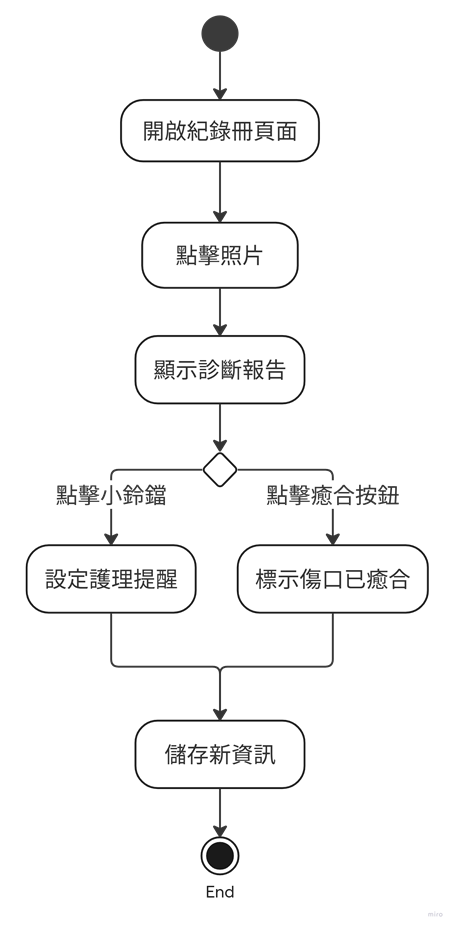 開啟紀錄冊頁面
點擊照片
顯示診斷報告
點擊小鈴鐺
點擊癒合按鈕
設定護理提醒
標示傷口已癒合
儲存新資訊
End
miro